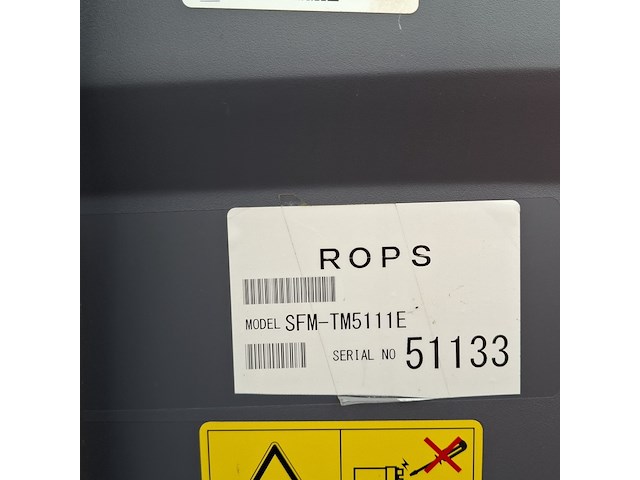 ROPS
MODEL SFM-TM5111E
SERIAL NO 51133